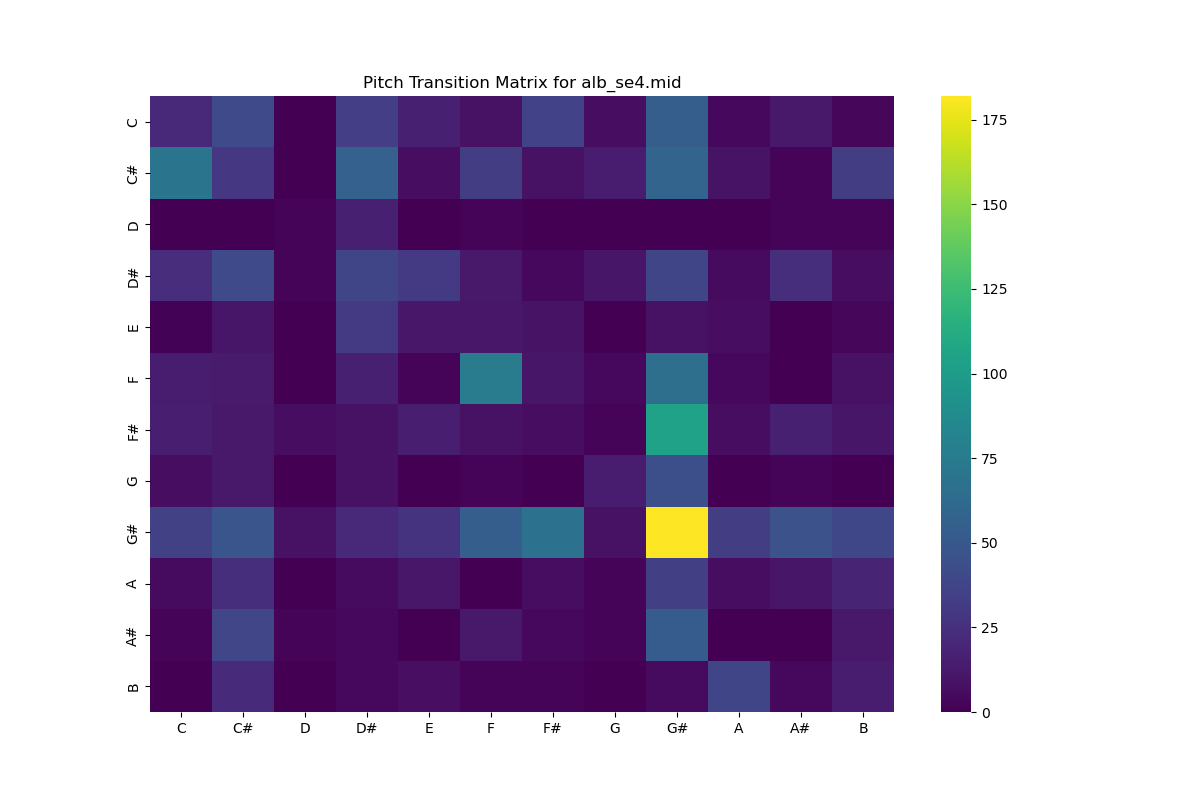 Pitch Transition Matrix for alb_se4.mid
C
C#
D
D#
E
F
F#
G
G#
A
A#
B
C C# D D# E F F# G G# A A# B
175
150
125
100
75
50
25
0